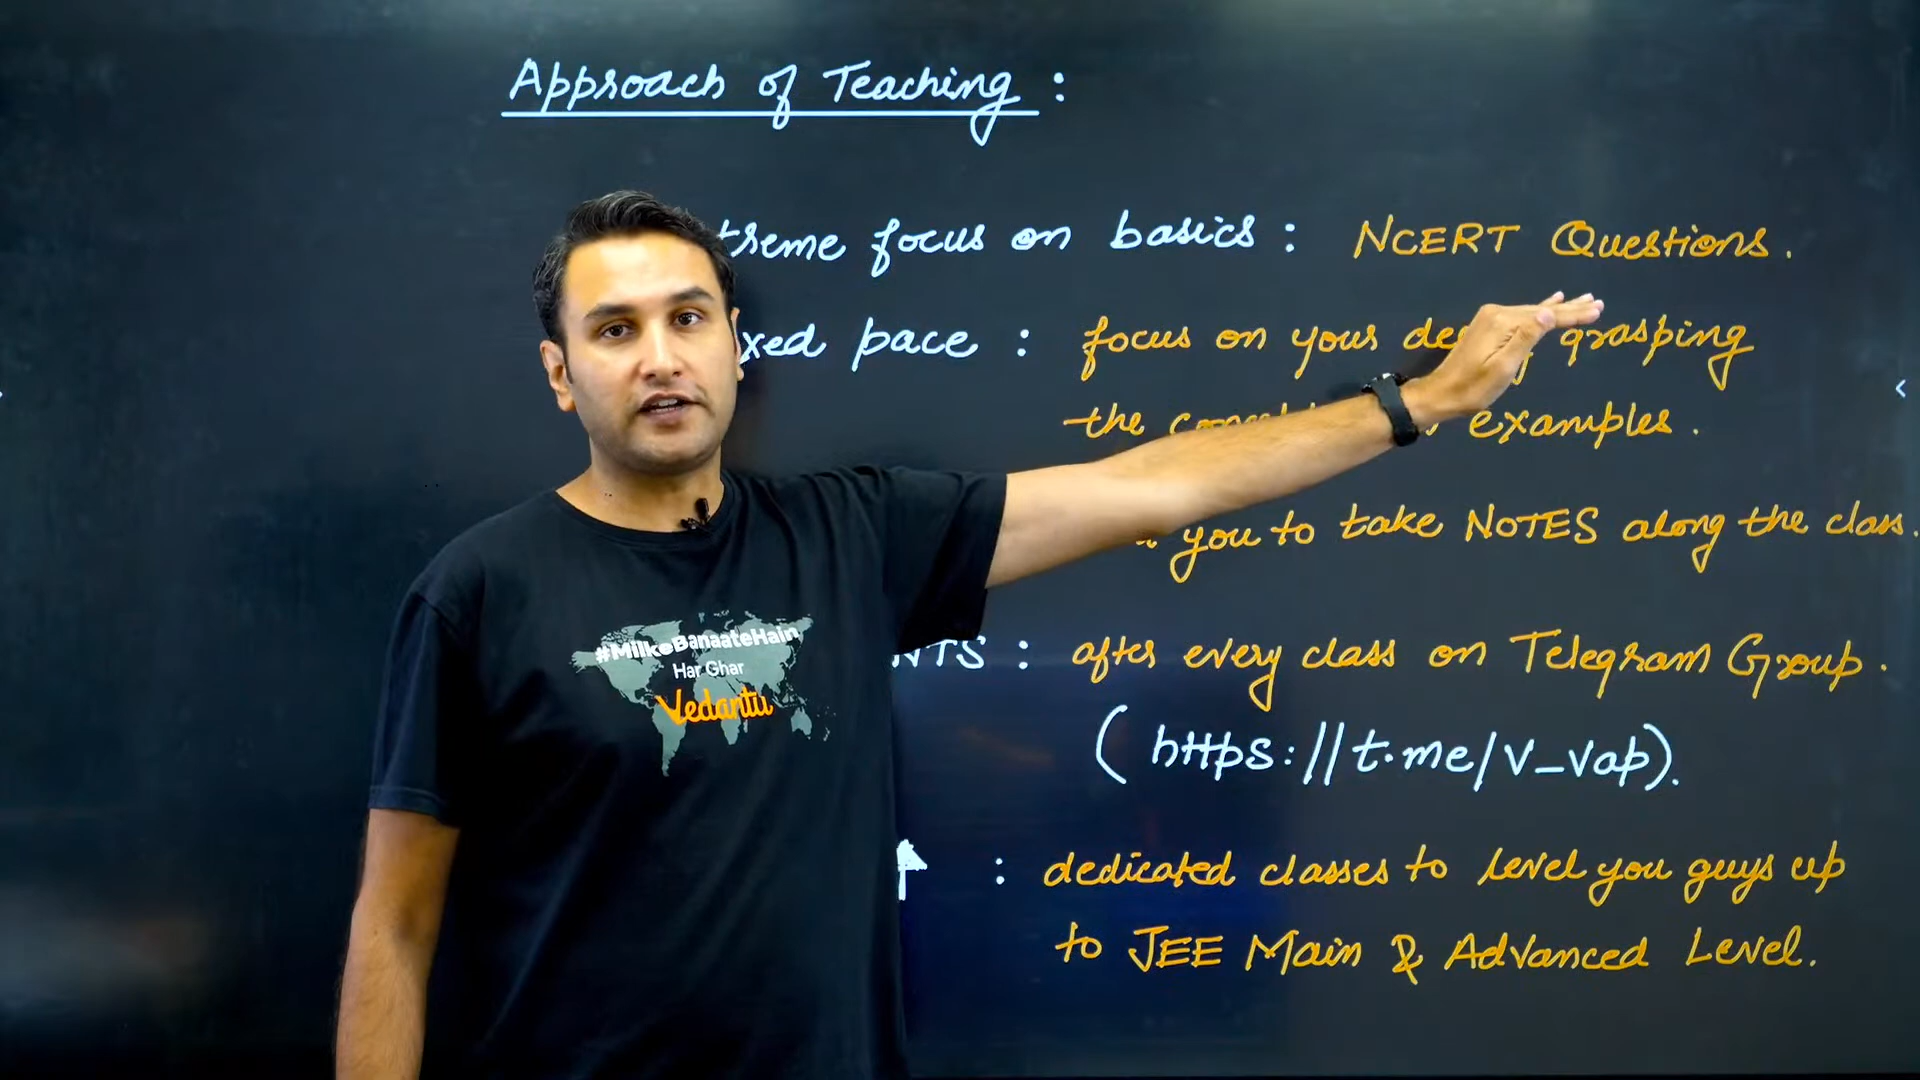 Approach of Teaching :
treme focus on basics : NCERT Questions.
xed pace : focus on your grasping
the examples.
you to take NOTES along the class.
NTS : after every class on Telegram Group.
(https://t.me/v_vap).
↑ : dedicated classes to level you guys up
to JEE Main & Advanced Level.
#MilkeBanaateHain
Har Ghar
Vedantu